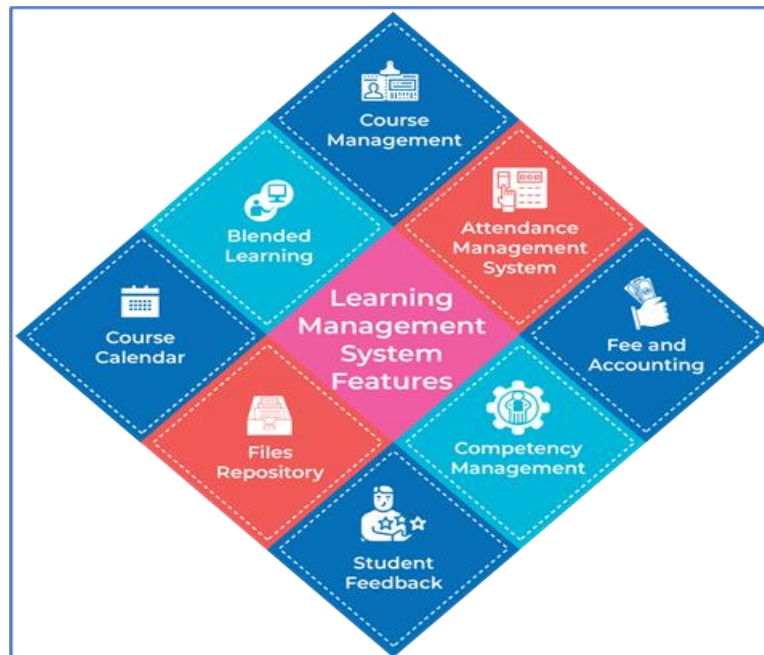 Course
Management
Blended
Learning
Attendance
Management
System
Course
Calendar
Learning
Management
System
Features
Fee and
Accounting
Files
Repository
Competency
Management
Student
Feedback